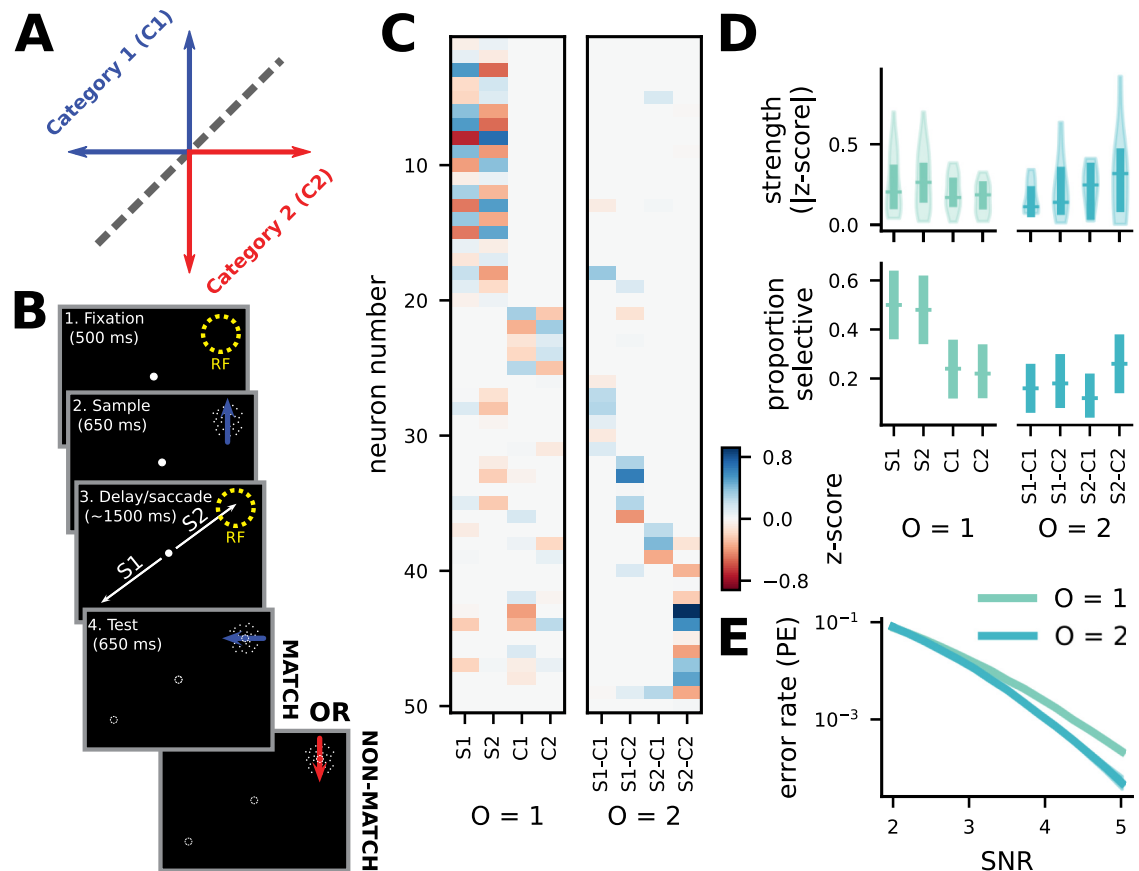 A
Category 1 (C1)
Category 2 (C2)
B
1. Fixation
(500 ms)
RF
2. Sample
(650 ms)
3. Delay/saccade
(~1500 ms)
S2
RF
S1
4. Test
(650 ms)
MATCH
OR
NON-MATCH
C
neuron number
10
20
30
40
50
S1 S2 C1 C2
S1-C1 S1-C2 S2-C1 S2-C2
O = 1 O = 2
z-score
0.8
0.0
−0.8
D
strength
(|z-score|)
0.5
0.0
proportion
selective
0.6
0.4
0.2
S1 S2 C1 C2
S1-C1 S1-C2 S2-C1 S2-C2
O = 1 O = 2
E
O = 1
O = 2
error rate (PE)
10⁻¹
10⁻³
2 3 4 5
SNR